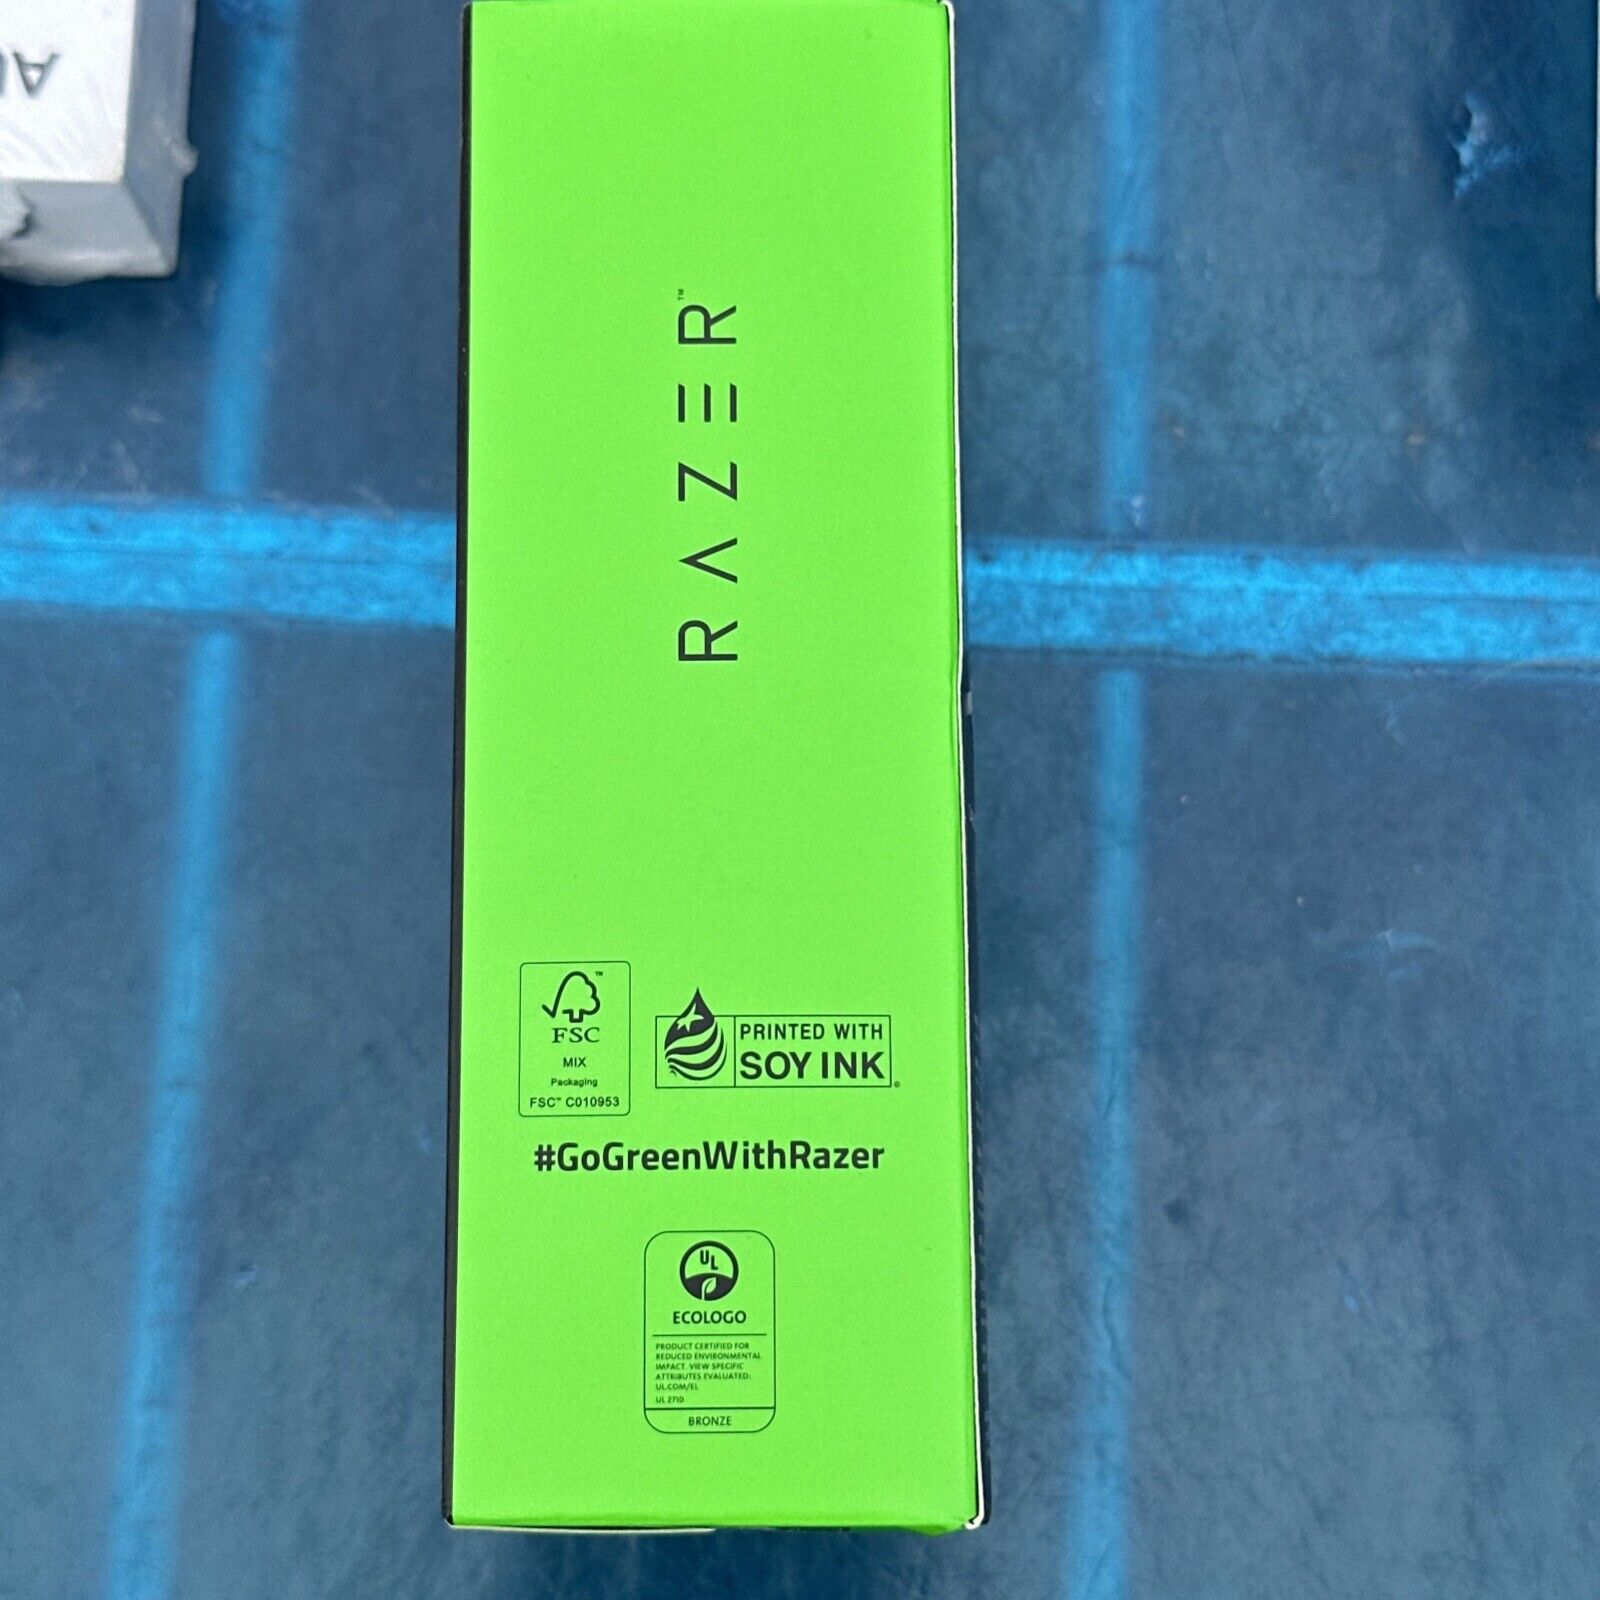 RAZER™
FSC™
MIX
Packaging
FSC™ C010953
PRINTED WITH
SOY INK®
#GoGreenWithRazer
UL
ECOLOGO
PRODUCT CERTIFIED FOR
REDUCED ENVIRONMENTAL
IMPACT. VIEW SPECIFIC
ATTRIBUTES EVALUATED:
UL.COM/EL
UL 2710
BRONZE